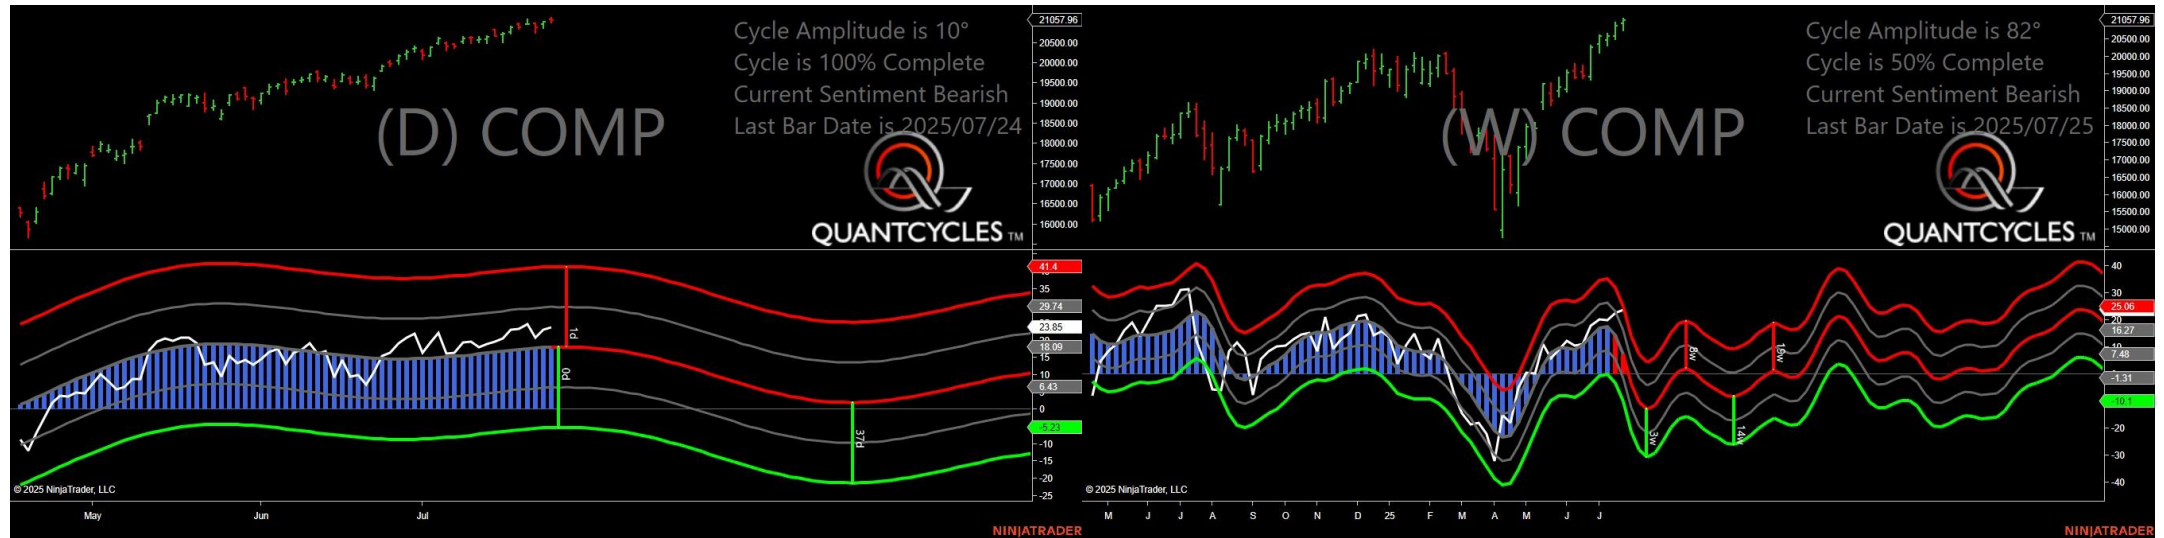 21057.96
20500.00
20000.00
19500.00
19000.00
18500.00
18000.00
17500.00
17000.00
16500.00
16000.00
Cycle Amplitude is 10°
Cycle is 100% Complete
Current Sentiment Bearish
Last Bar Date is 2025/07/24
(D) COMP
QUANTCYCLES TM
41.4
35
29.74
23.85
18.09
15
10
6.43
0
-5.23
-10
-15
-20
-25
1d
0d
37d
© 2025 NinjaTrader, LLC
May Jun Jul
NINJATRADER
21057.96
20500.00
20000.00
19500.00
19000.00
18500.00
18000.00
17500.00
17000.00
16500.00
16000.00
15500.00
15000.00
Cycle Amplitude is 82°
Cycle is 50% Complete
Current Sentiment Bearish
Last Bar Date is 2025/07/25
(W) COMP
QUANTCYCLES TM
40
30
25.06
20
16.27
7.48
-1.31
-10.1
-20
-30
-40
8w
19w
3w
14w
© 2025 NinjaTrader, LLC
M J J A S O N D 25 F M A M J J
NINJATRADER